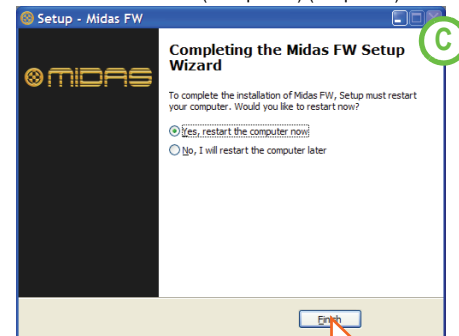 Setup - Midas FW
C
MIDAS
Completing the Midas FW Setup
Wizard
To complete the installation of Midas FW, Setup must restart
your computer. Would you like to restart now?
Yes, restart the computer now
No, I will restart the computer later
Finish